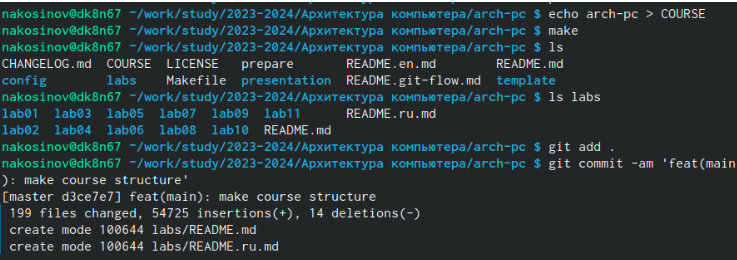 nakosinov@dk8n67 ~/work/study/2023-2024/Архитектура компьютера/arch-pc $ echo arch-pc > COURSE
nakosinov@dk8n67 ~/work/study/2023-2024/Архитектура компьютера/arch-pc $ make
nakosinov@dk8n67 ~/work/study/2023-2024/Архитектура компьютера/arch-pc $ ls
CHANGELOG.md  COURSE  LICENSE   prepare       README.en.md        README.md
config        labs    Makefile  presentation  README.git-flow.md  template
nakosinov@dk8n67 ~/work/study/2023-2024/Архитектура компьютера/arch-pc $ ls labs
lab01  lab03  lab05  lab07  lab09  lab11      README.ru.md
lab02  lab04  lab06  lab08  lab10  README.md
nakosinov@dk8n67 ~/work/study/2023-2024/Архитектура компьютера/arch-pc $ git add .
nakosinov@dk8n67 ~/work/study/2023-2024/Архитектура компьютера/arch-pc $ git commit -am 'feat(main
): make course structure'
[master d3ce7e7] feat(main): make course structure
 199 files changed, 54725 insertions(+), 14 deletions(-)
 create mode 100644 labs/README.md
 create mode 100644 labs/README.ru.md